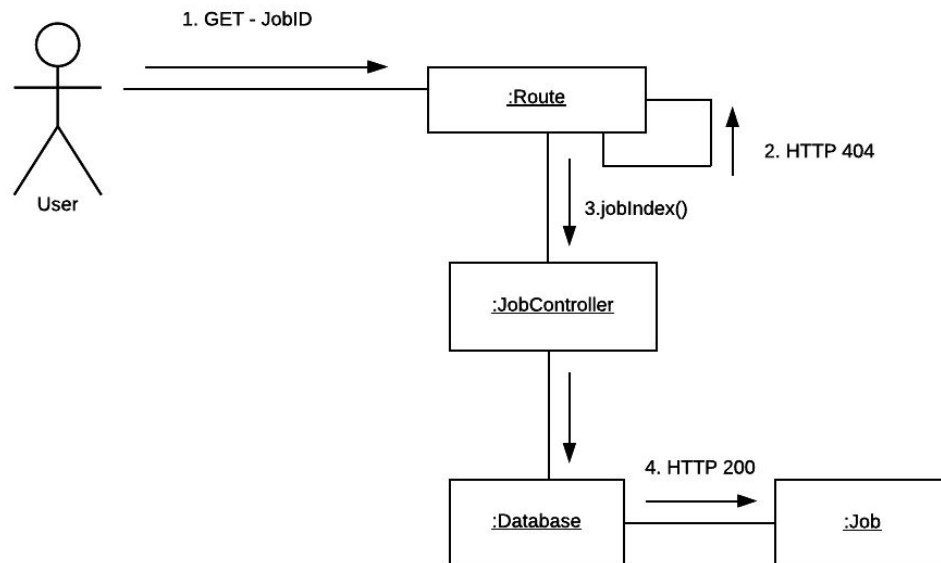 1. GET - JobID
:Route
2. HTTP 404
User
3.jobIndex()
:JobController
4. HTTP 200
:Database
:Job